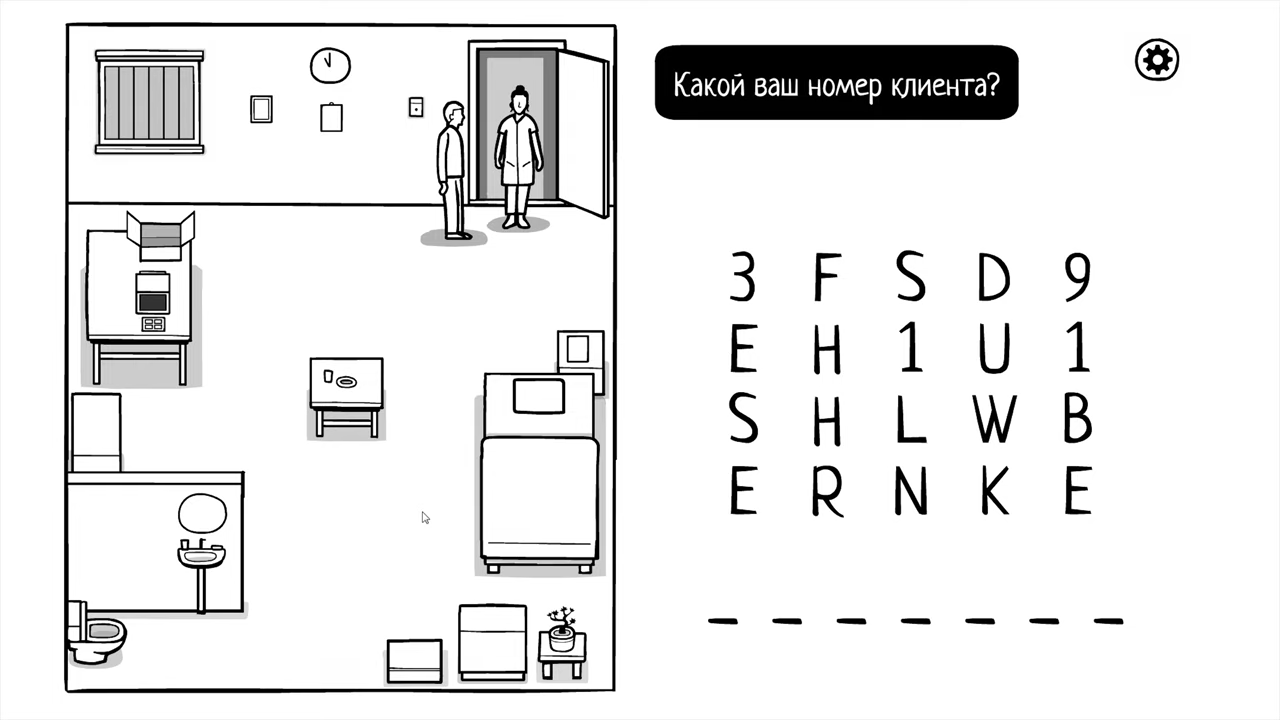 Какой ваш номер клиента?
3 F S D 9
E H 1 U 1
S H L W B
E R N K E